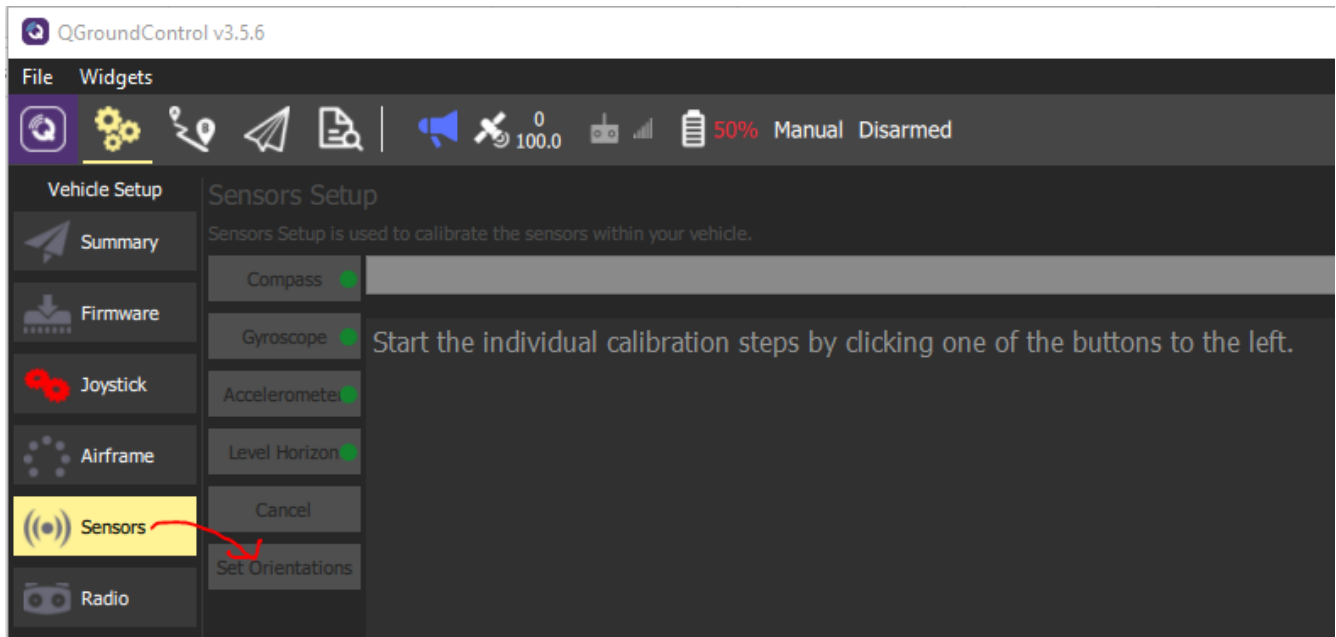 QGroundControl v3.5.6
File Widgets
0
100.0
50% Manual Disarmed
Vehicle Setup
Summary
Firmware
Joystick
Airframe
Sensors
Radio
Sensors Setup
Sensors Setup is used to calibrate the sensors within your vehicle.
Compass
Gyroscope
Accelerometer
Level Horizon
Cancel
Set Orientations
Start the individual calibration steps by clicking one of the buttons to the left.